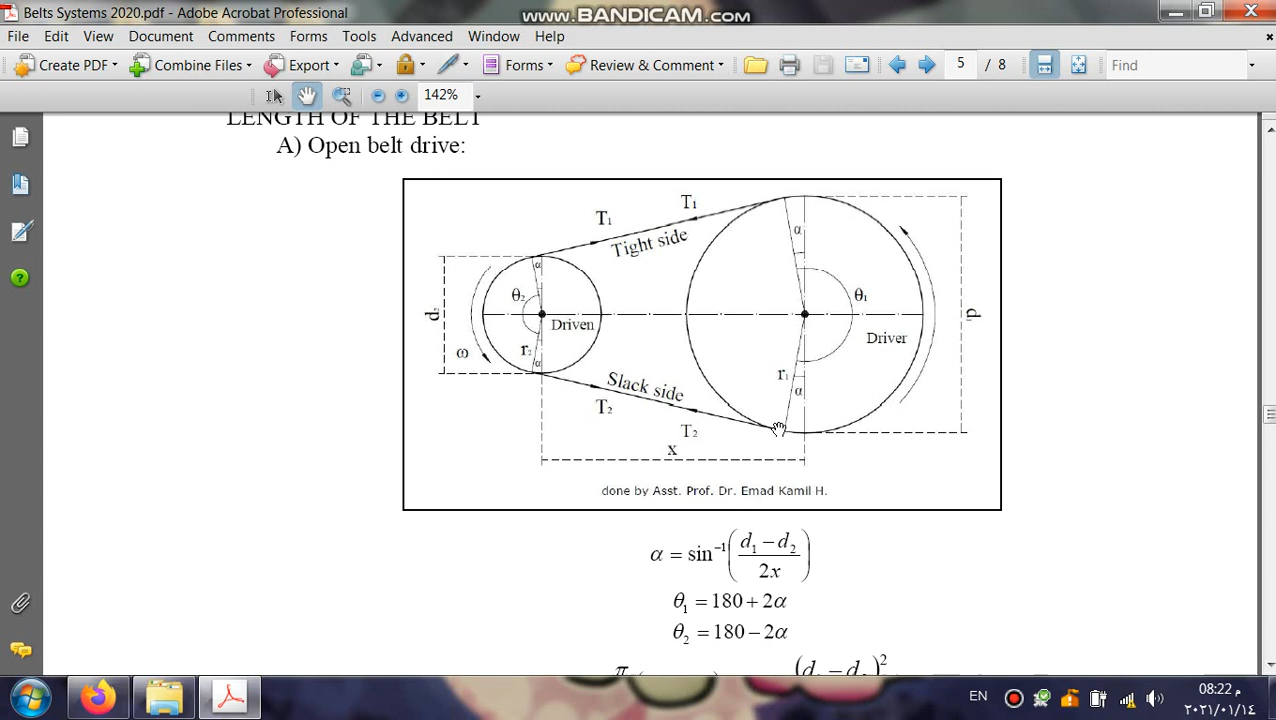 Belts Systems 2020.pdf - Adobe Acrobat Professional
www.BANDICAM.com
File Edit View Document Comments Forms Tools Advanced Window Help
Create PDF Combine Files Export Forms Review & Comment 5 / 8 Find
142%
LENGTH OF THE BELT
A) Open belt drive:
T₁
T₁
Tight side
α
α
θ₂
θ₁
d₂
Driven
d₁
Driver
ω
r₂
α
r₁
α
Slack side
T₂
T₂
x
done by Asst. Prof. Dr. Emad Kamil H.
α = sin⁻¹((d₁ − d₂) / 2x)
θ₁ = 180 + 2α
θ₂ = 180 − 2α
EN
08:22 م
٢٠٢١/٠١/١٤